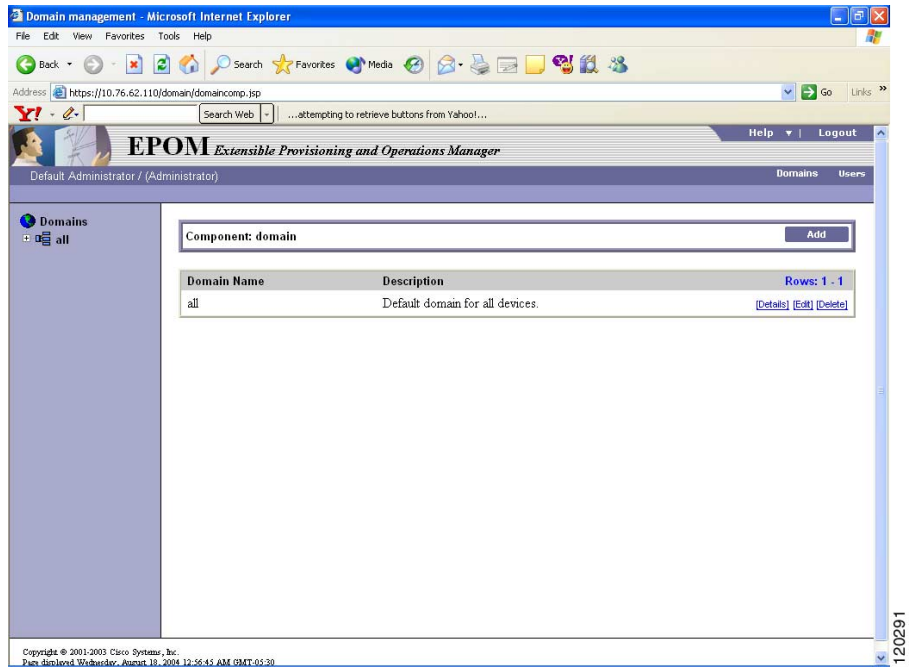 Domain management - Microsoft Internet Explorer
File Edit View Favorites Tools Help
Back Search Favorites Media
Address https://10.76.62.110/domain/domaincomp.jsp Go Links »
Y! Search Web ...attempting to retrieve buttons from Yahoo!...
Help | Logout
EPOM Extensible Provisioning and Operations Manager
Default Administrator / (Administrator) Domains Users
Domains
all
Component: domain Add
Domain Name Description Rows: 1 - 1
all Default domain for all devices. [Details] [Edit] [Delete]
Copyright © 2001-2003 Cisco Systems, Inc.
Page displayed Wednesday, August 18, 2004 12:56:45 AM GMT-05:30
120291